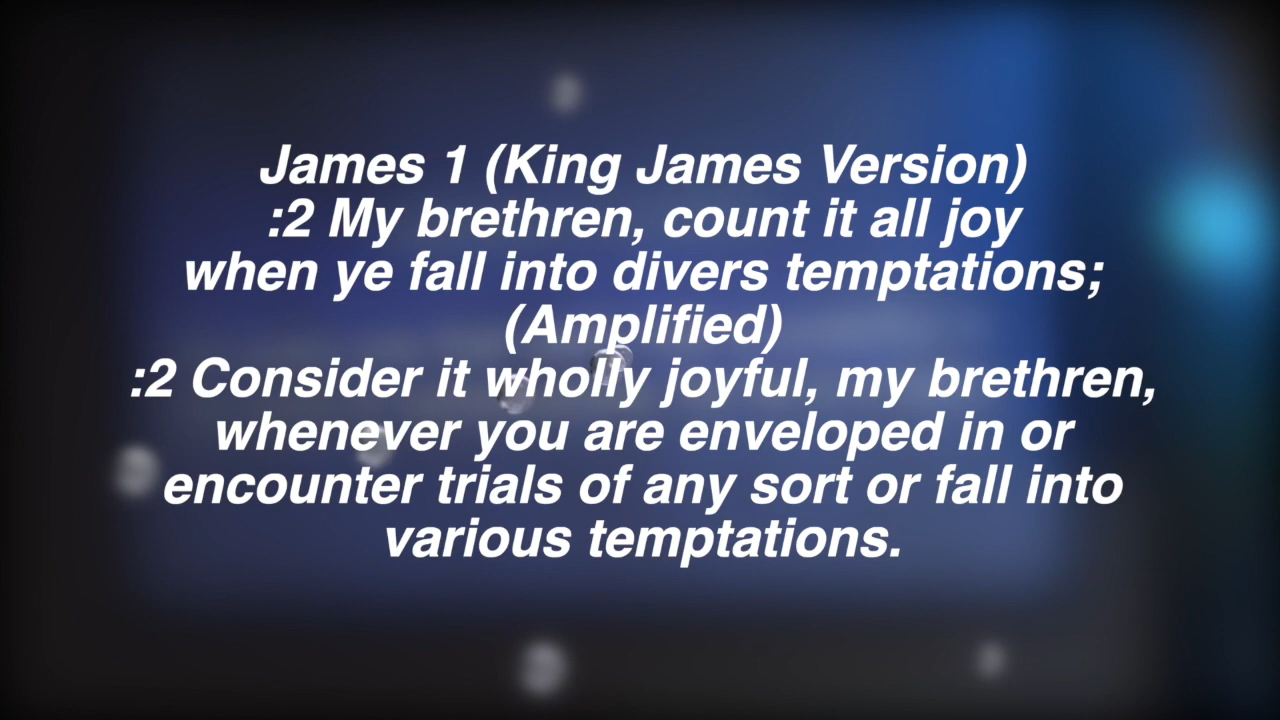 James 1 (King James Version)
:2 My brethren, count it all joy
when ye fall into divers temptations;
(Amplified)
:2 Consider it wholly joyful, my brethren,
whenever you are enveloped in or
encounter trials of any sort or fall into
various temptations.